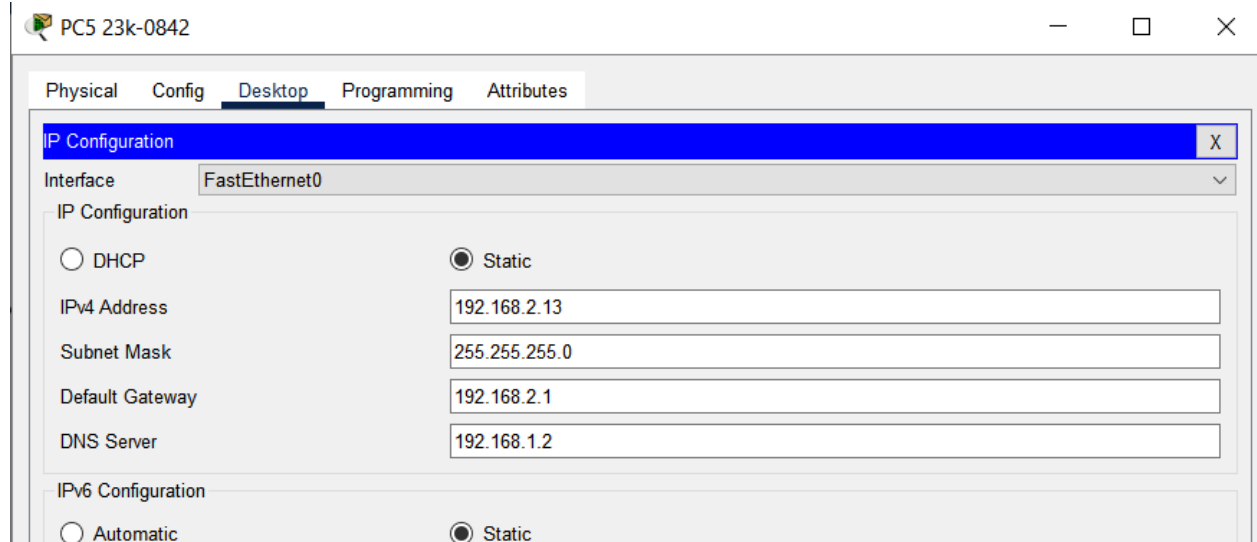 PC5 23k-0842
Physical Config Desktop Programming Attributes
IP Configuration X
Interface FastEthernet0
IP Configuration
DHCP Static
IPv4 Address 192.168.2.13
Subnet Mask 255.255.255.0
Default Gateway 192.168.2.1
DNS Server 192.168.1.2
IPv6 Configuration
Automatic Static